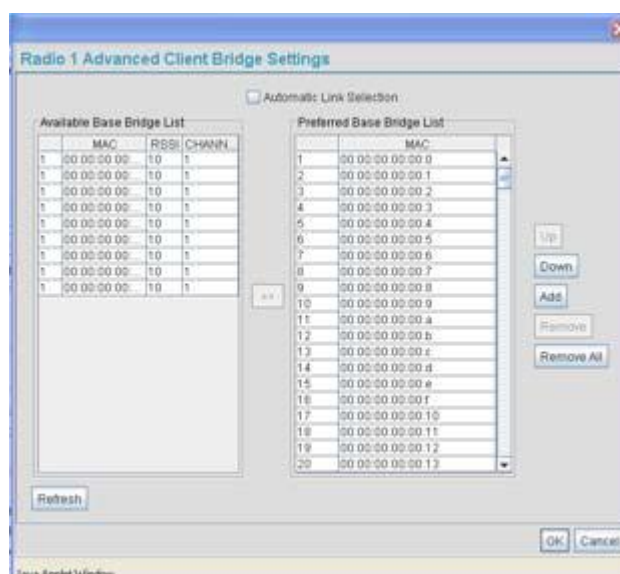 Radio 1 Advanced Client Bridge Settings
Automatic Link Selection
Available Base Bridge List
MAC RSSI CHANN...
1 00:00:00:00:... 10 1
1 00:00:00:00:... 10 1
1 00:00:00:00:... 10 1
1 00:00:00:00:... 10 1
1 00:00:00:00:... 10 1
1 00:00:00:00:... 10 1
1 00:00:00:00:... 10 1
1 00:00:00:00:... 10 1
1 00:00:00:00:... 10 1
Refresh
>>
Preferred Base Bridge List
MAC
1 00:00:00:00:00:0
2 00:00:00:00:00:1
3 00:00:00:00:00:2
4 00:00:00:00:00:3
5 00:00:00:00:00:4
6 00:00:00:00:00:5
7 00:00:00:00:00:6
8 00:00:00:00:00:7
9 00:00:00:00:00:8
10 00:00:00:00:00:9
11 00:00:00:00:00:a
12 00:00:00:00:00:b
13 00:00:00:00:00:c
14 00:00:00:00:00:d
15 00:00:00:00:00:e
16 00:00:00:00:00:f
17 00:00:00:00:00:10
18 00:00:00:00:00:11
19 00:00:00:00:00:12
20 00:00:00:00:00:13
Up
Down
Add
Remove
Remove All
OK Cancel
Java Applet Window